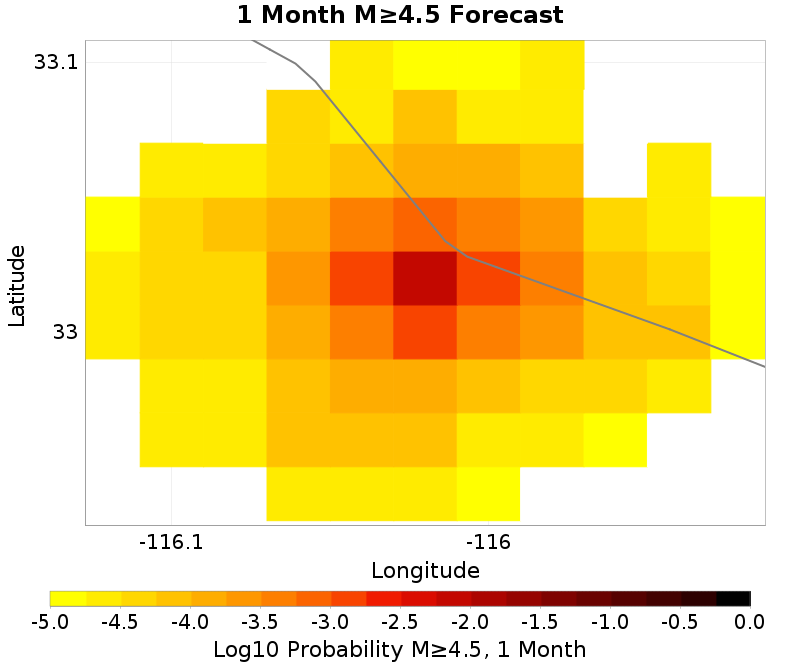 1 Month M≥4.5 Forecast
33.1
33
Latitude
-116.1 -116
Longitude
-5.0 -4.5 -4.0 -3.5 -3.0 -2.5 -2.0 -1.5 -1.0 -0.5 0.0
Log10 Probability M≥4.5, 1 Month